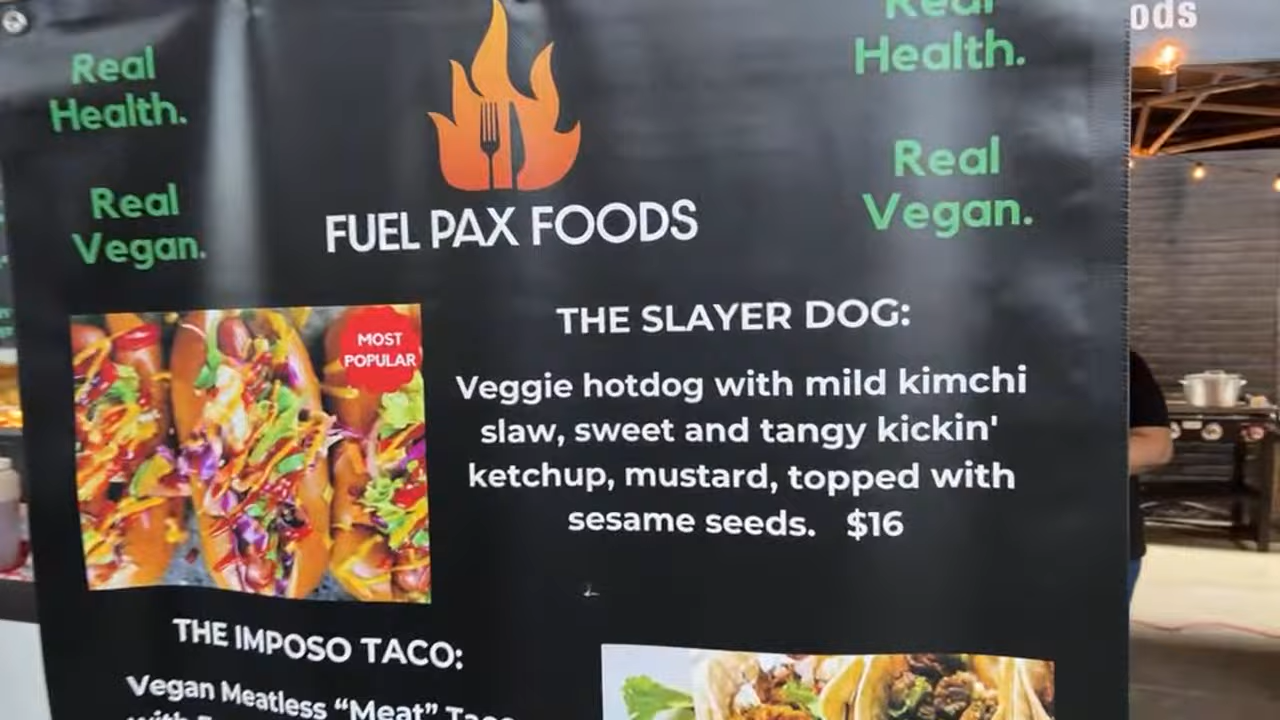 ods
Real
Health.
Real
Vegan.
FUEL PAX FOODS
Real
Health.
Real
Vegan.
MOST
POPULAR
THE SLAYER DOG:
Veggie hotdog with mild kimchi
slaw, sweet and tangy kickin'
ketchup, mustard, topped with
sesame seeds. $16
THE IMPOSO TACO:
Vegan Meatless “Meat”
with